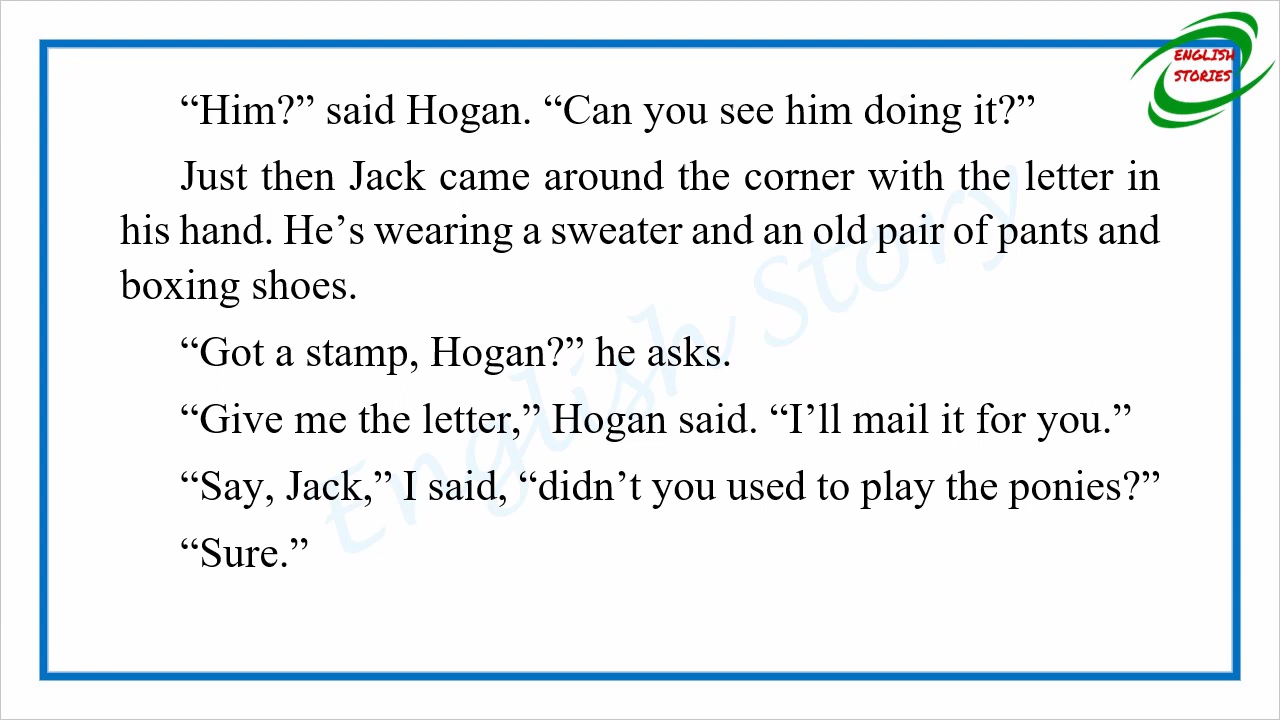 ENGLISH
STORIES
“Him?” said Hogan. “Can you see him doing it?”
Just then Jack came around the corner with the letter in
his hand. He’s wearing a sweater and an old pair of pants and
boxing shoes.
“Got a stamp, Hogan?” he asks.
“Give me the letter,” Hogan said. “I’ll mail it for you.”
“Say, Jack,” I said, “didn’t you used to play the ponies?”
“Sure.”
English Story